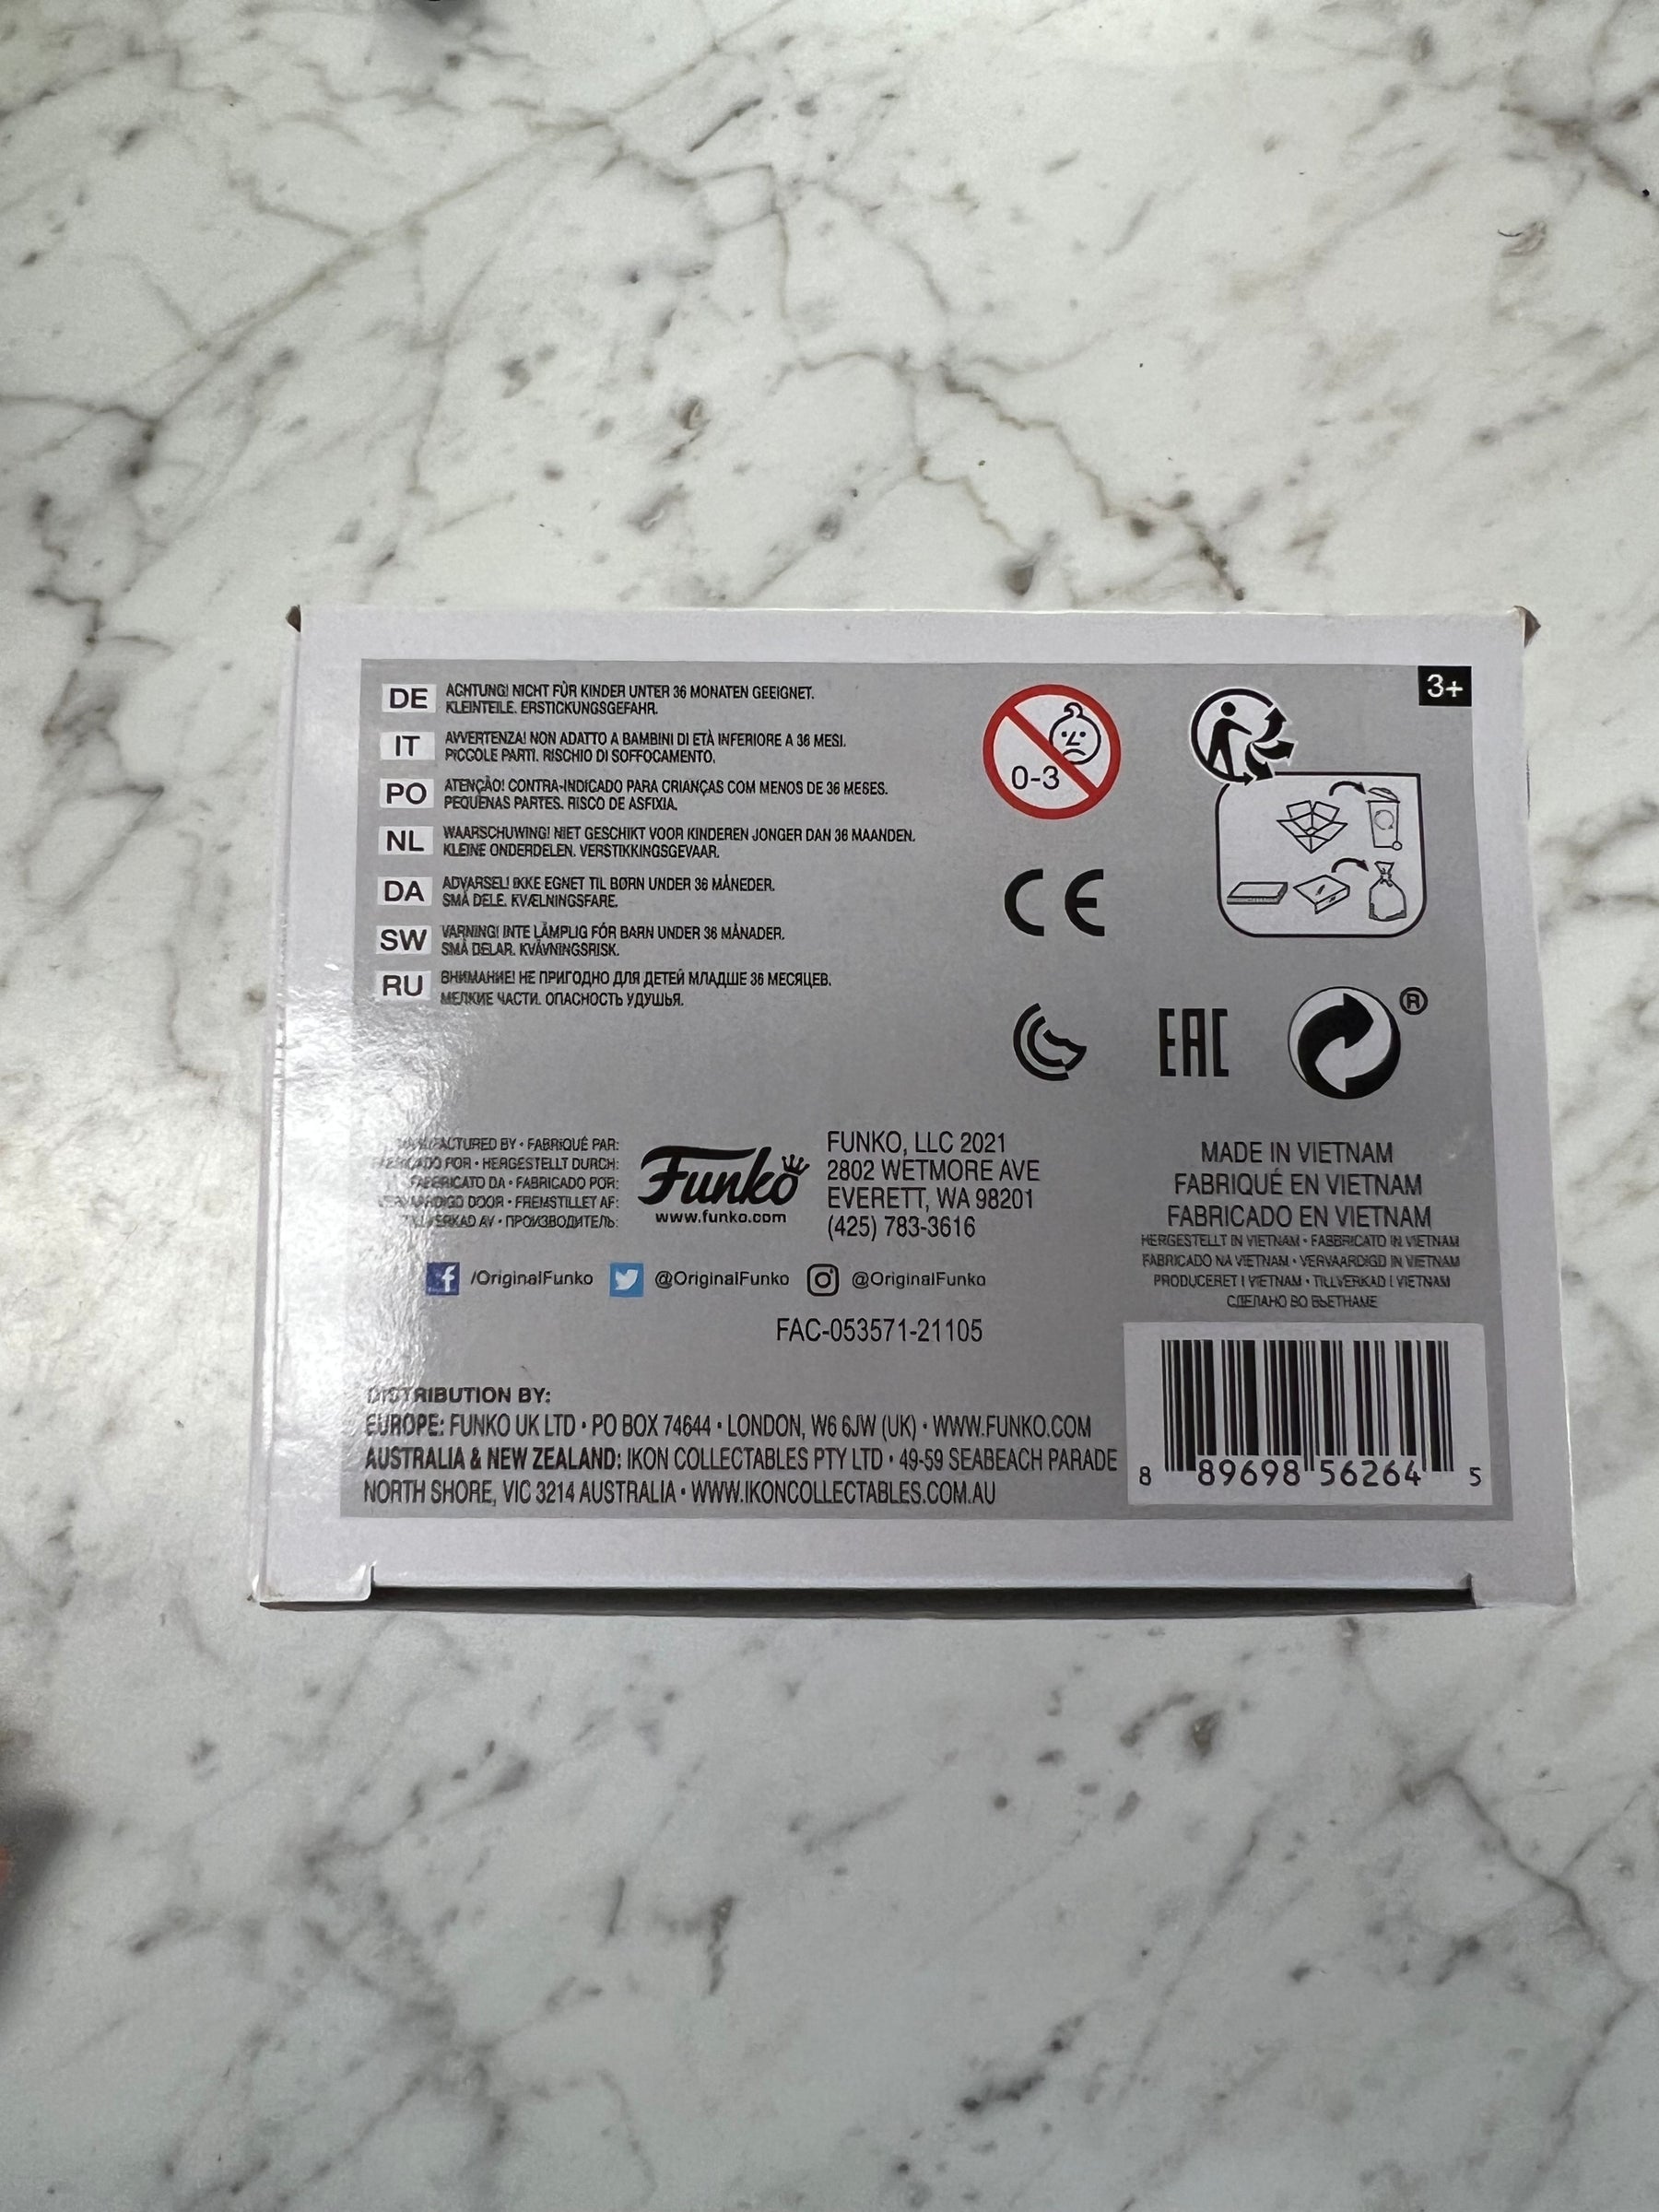 DE ACHTUNG! NICHT FÜR KINDER UNTER 36 MONATEN GEEIGNET.
KLEINTEILE. ERSTICKUNGSGEFAHR.
IT AVVERTENZA! NON ADATTO A BAMBINI DI ETÀ INFERIORE A 36 MESI.
PICCOLE PARTI. RISCHIO DI SOFFOCAMENTO.
PO ATENÇÃO! CONTRA-INDICADO PARA CRIANÇAS COM MENOS DE 36 MESES.
PEQUENAS PARTES. RISCO DE ASFIXIA.
NL WAARSCHUWING! NIET GESCHIKT VOOR KINDEREN JONGER DAN 36 MAANDEN.
KLEINE ONDERDELEN. VERSTIKKINGSGEVAAR.
DA ADVARSEL! IKKE EGNET TIL BØRN UNDER 36 MÅNEDER.
SMÅ DELE. KVÆLNINGSFARE.
SW VARNING! INTE LÄMPLIG FÖR BARN UNDER 36 MÅNADER.
SMÅ DELAR. KVÄVNINGSRISK.
RU ВНИМАНИЕ! НЕ ПРИГОДНО ДЛЯ ДЕТЕЙ МЛАДШЕ 36 МЕСЯЦЕВ.
МЕЛКИЕ ЧАСТИ. ОПАСНОСТЬ УДУШЬЯ.
0-3
3+
CE
EAC
®
MANUFACTURED BY • FABRIQUÉ PAR:
FABRICADO POR • HERGESTELLT DURCH:
FABBRICATO DA • FABRICADO POR:
VERVAARDIGD DOOR • FREMSTILLET AF:
TILLVERKAD AV • ПРОИЗВОДИТЕЛЬ:
Funko
www.funko.com
FUNKO, LLC 2021
2802 WETMORE AVE
EVERETT, WA 98201
(425) 783-3616
MADE IN VIETNAM
FABRIQUÉ EN VIETNAM
FABRICADO EN VIETNAM
HERGESTELLT IN VIETNAM • FABBRICATO IN VIETNAM
FABRICADO NA VIETNAM • VERVAARDIGD IN VIETNAM
PRODUCERET I VIETNAM • TILLVERKAD I VIETNAM
СДЕЛАНО ВО ВЬЕТНАМЕ
f /OriginalFunko @OriginalFunko @OriginalFunko
FAC-053571-21105
DISTRIBUTION BY:
EUROPE: FUNKO UK LTD • PO BOX 74644 • LONDON, W6 6JW (UK) • WWW.FUNKO.COM
AUSTRALIA & NEW ZEALAND: IKON COLLECTABLES PTY LTD • 49-59 SEABEACH PARADE
NORTH SHORE, VIC 3214 AUSTRALIA • WWW.IKONCOLLECTABLES.COM.AU
8 89698 56264 5